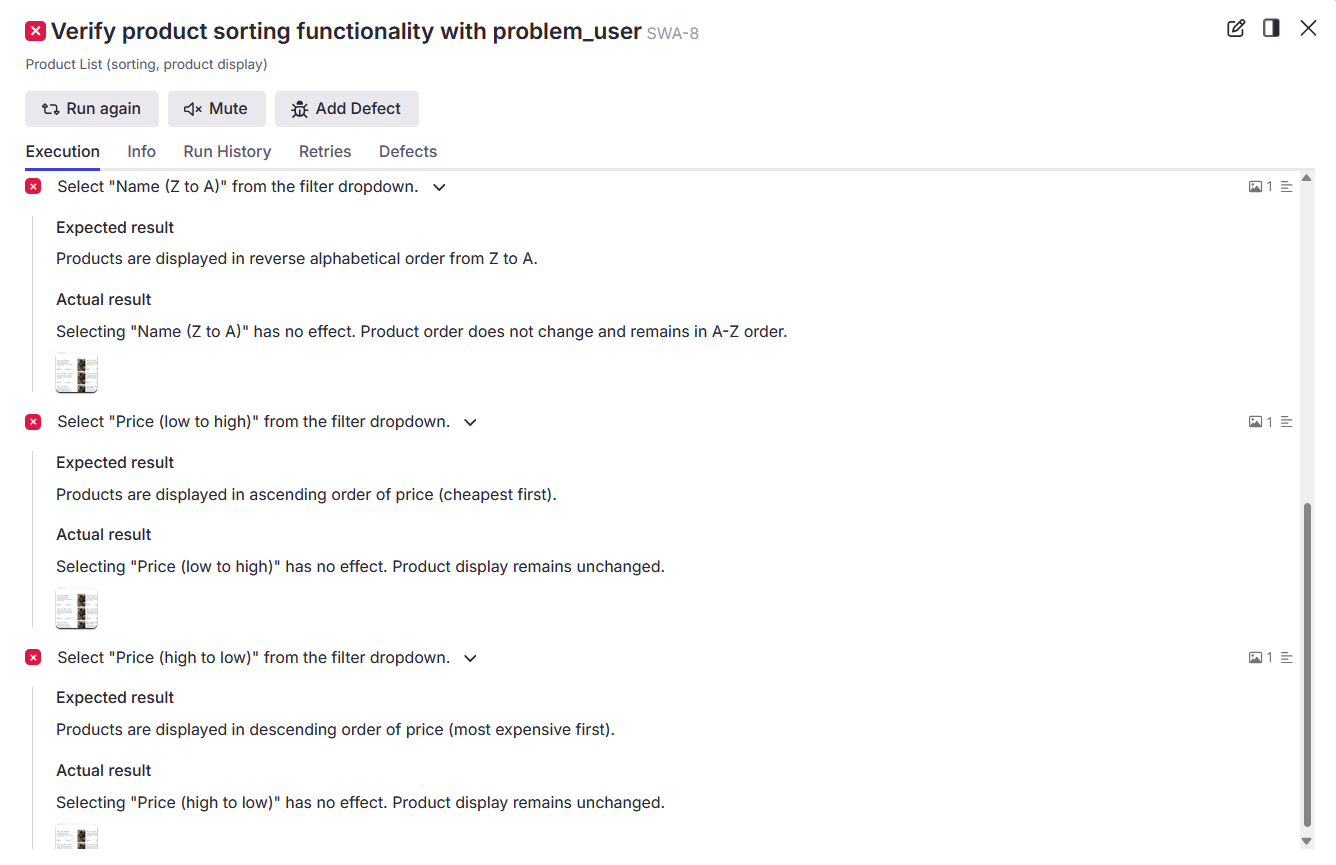 Verify product sorting functionality with problem_user SWA-8
Product List (sorting, product display)
Run again Mute Add Defect
Execution Info Run History Retries Defects
Select "Name (Z to A)" from the filter dropdown. 1
Expected result
Products are displayed in reverse alphabetical order from Z to A.
Actual result
Selecting "Name (Z to A)" has no effect. Product order does not change and remains in A-Z order.
Select "Price (low to high)" from the filter dropdown. 1
Expected result
Products are displayed in ascending order of price (cheapest first).
Actual result
Selecting "Price (low to high)" has no effect. Product display remains unchanged.
Select "Price (high to low)" from the filter dropdown. 1
Expected result
Products are displayed in descending order of price (most expensive first).
Actual result
Selecting "Price (high to low)" has no effect. Product display remains unchanged.